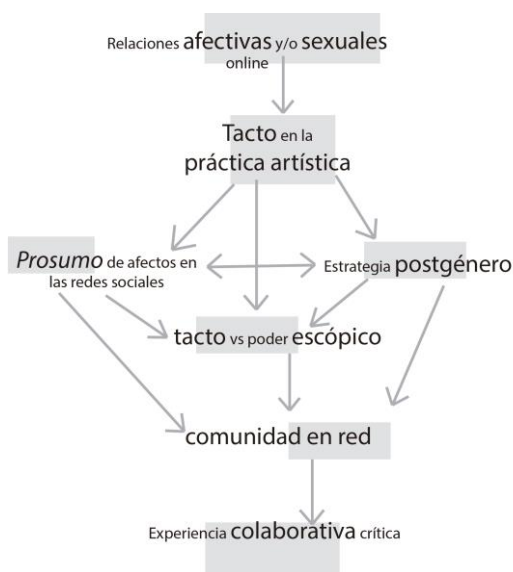 Relaciones afectivas y/o sexuales
online
Tacto en la
práctica artística
Prosumo de afectos en
las redes sociales
Estrategia postgénero
tacto vs poder escópico
comunidad en red
Experiencia colaborativa crítica